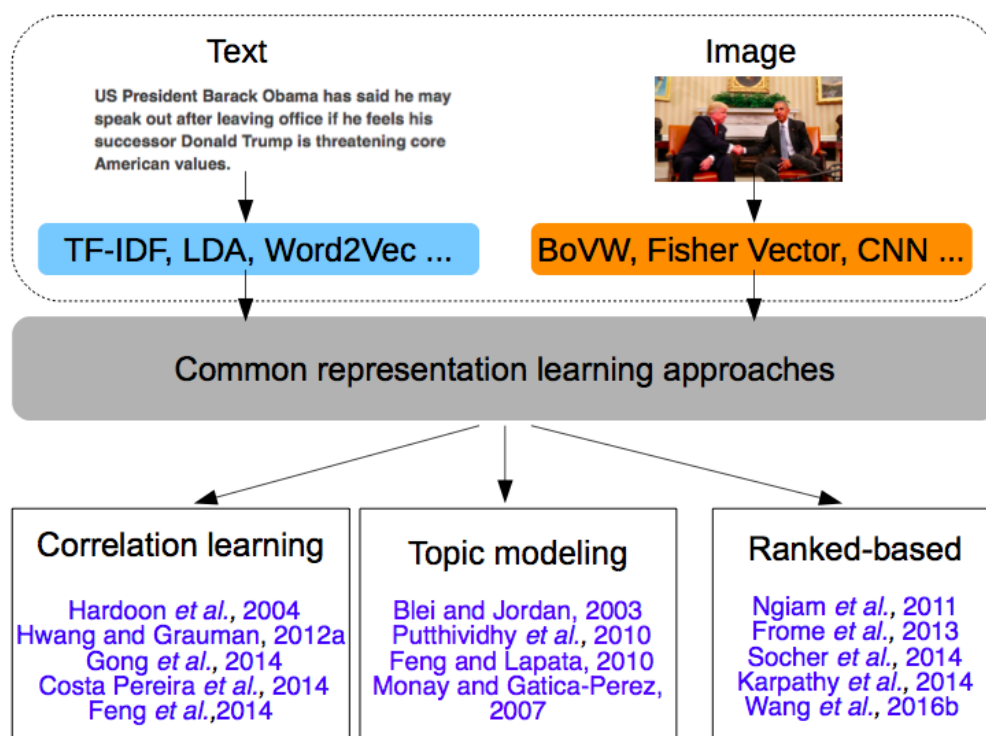 Text
US President Barack Obama has said he may
speak out after leaving office if he feels his
successor Donald Trump is threatening core
American values.
Image
TF-IDF, LDA, Word2Vec ...
BoVW, Fisher Vector, CNN ...
Common representation learning approaches
Correlation learning
Hardoon et al., 2004
Hwang and Grauman, 2012a
Gong et al., 2014
Costa Pereira et al., 2014
Feng et al.,2014
Topic modeling
Blei and Jordan, 2003
Putthividhy et al., 2010
Feng and Lapata, 2010
Monay and Gatica-Perez,
2007
Ranked-based
Ngiam et al., 2011
Frome et al., 2013
Socher et al., 2014
Karpathy et al., 2014
Wang et al., 2016b